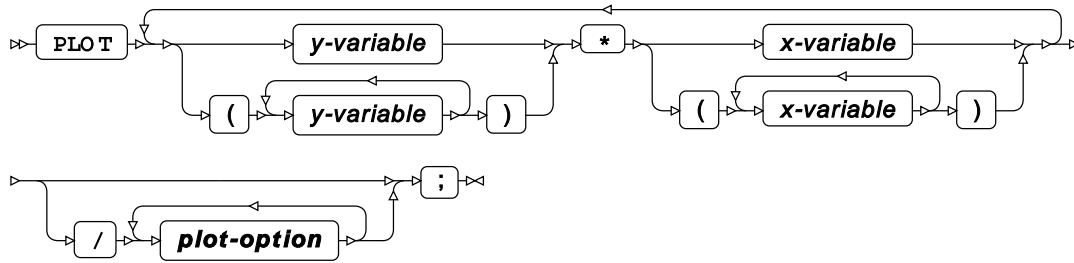 PLOT y-variable * x-variable
( y-variable ) ( x-variable )
;
/ plot-option